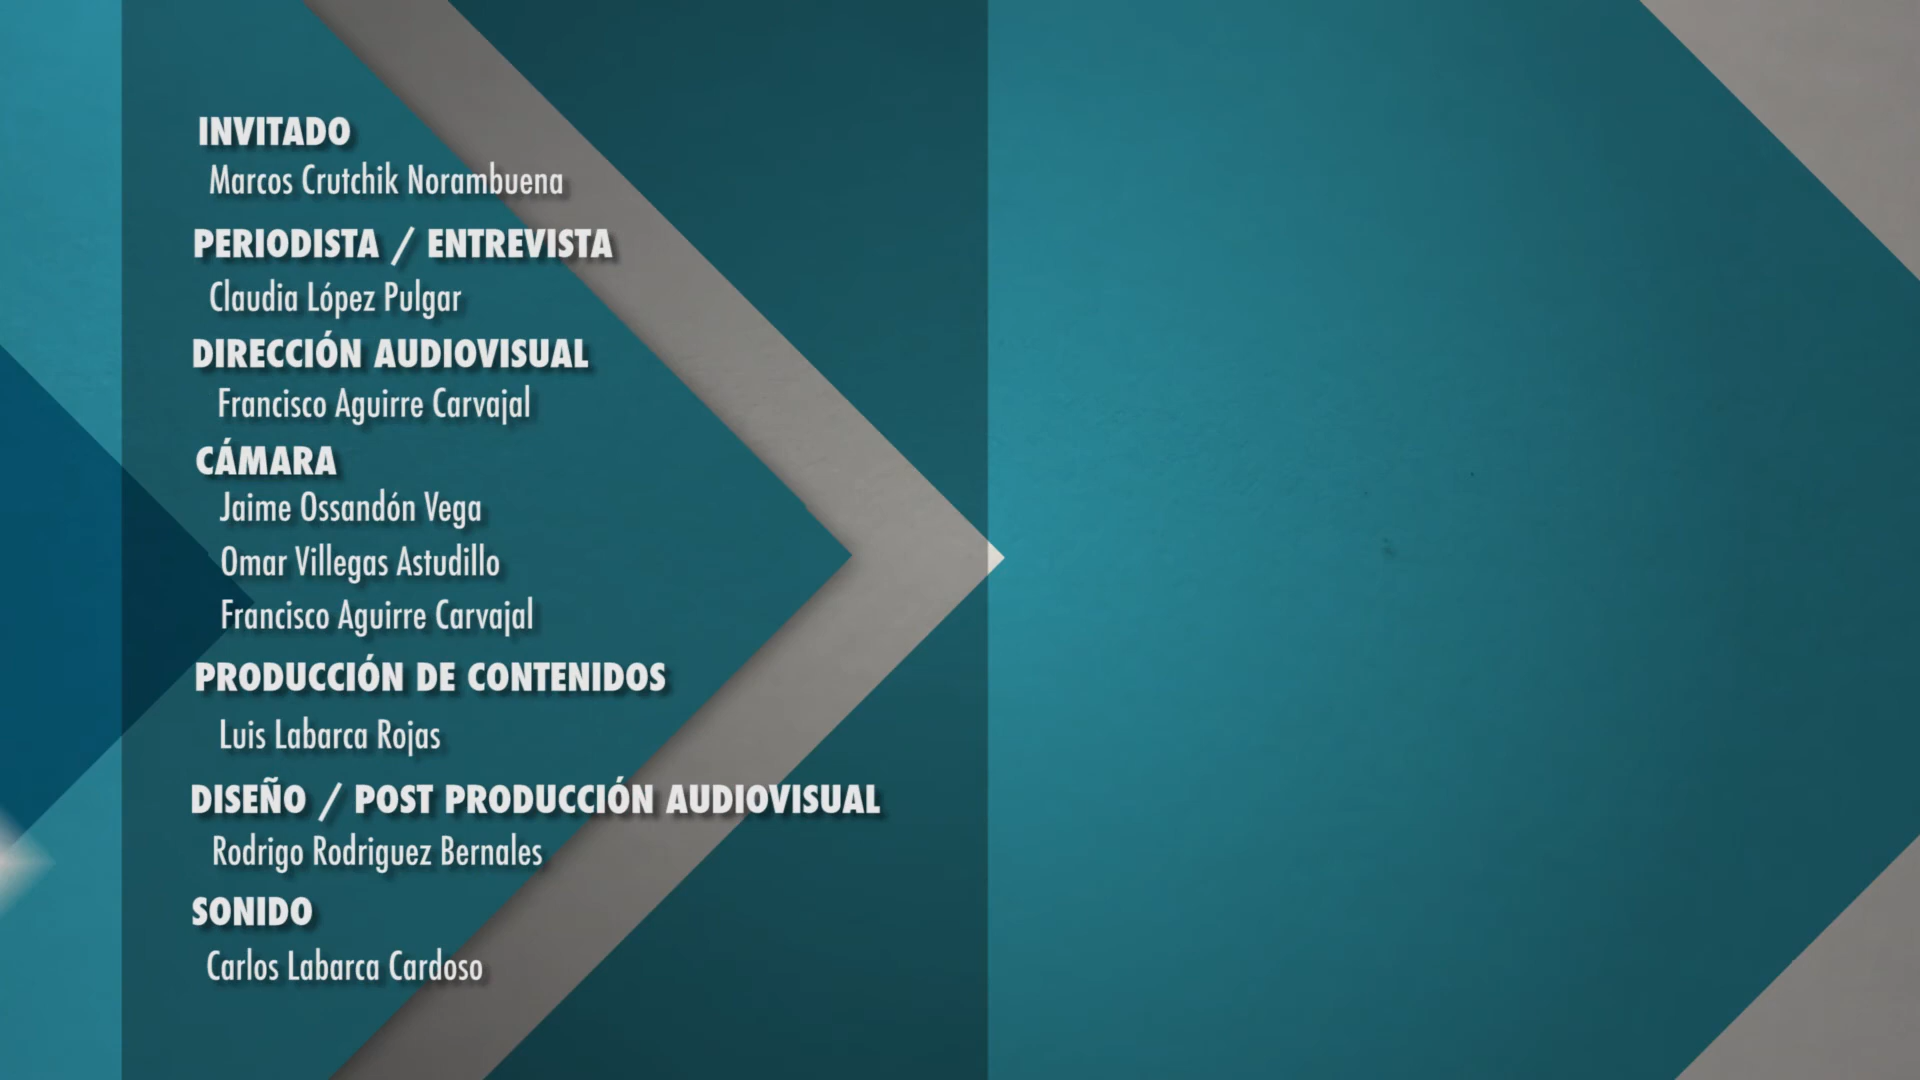 INVITADO
Marcos Crutchik Norambuena
PERIODISTA / ENTREVISTA
Claudia López Pulgar
DIRECCIÓN AUDIOVISUAL
Francisco Aguirre Carvajal
CÁMARA
Jaime Ossandón Vega
Omar Villegas Astudillo
Francisco Aguirre Carvajal
PRODUCCIÓN DE CONTENIDOS
Luis Labarca Rojas
DISEÑO / POST PRODUCCIÓN AUDIOVISUAL
Rodrigo Rodriguez Bernales
SONIDO
Carlos Labarca Cardoso